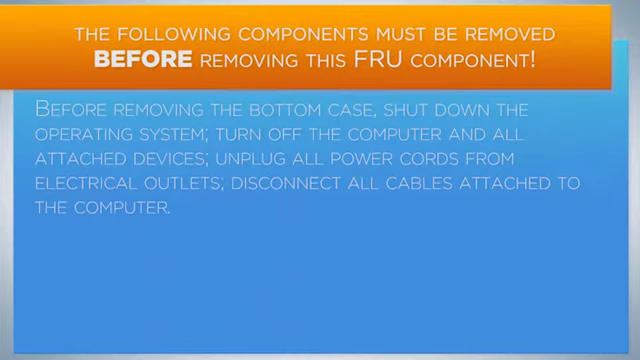 THE FOLLOWING COMPONENTS MUST BE REMOVED
BEFORE REMOVING THIS FRU COMPONENT!
BEFORE REMOVING THE BOTTOM CASE, SHUT DOWN THE
OPERATING SYSTEM; TURN OFF THE COMPUTER AND ALL
ATTACHED DEVICES; UNPLUG ALL POWER CORDS FROM
ELECTRICAL OUTLETS; DISCONNECT ALL CABLES ATTACHED TO
THE COMPUTER.